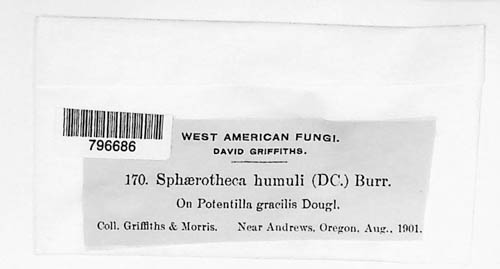 796686
WEST AMERICAN FUNGI.
DAVID GRIFFITHS.
170. Sphærotheca humuli (DC.) Burr.
On Potentilla gracilis Dougl.
Coll. Griffiths & Morris. Near Andrews, Oregon, Aug., 1901.